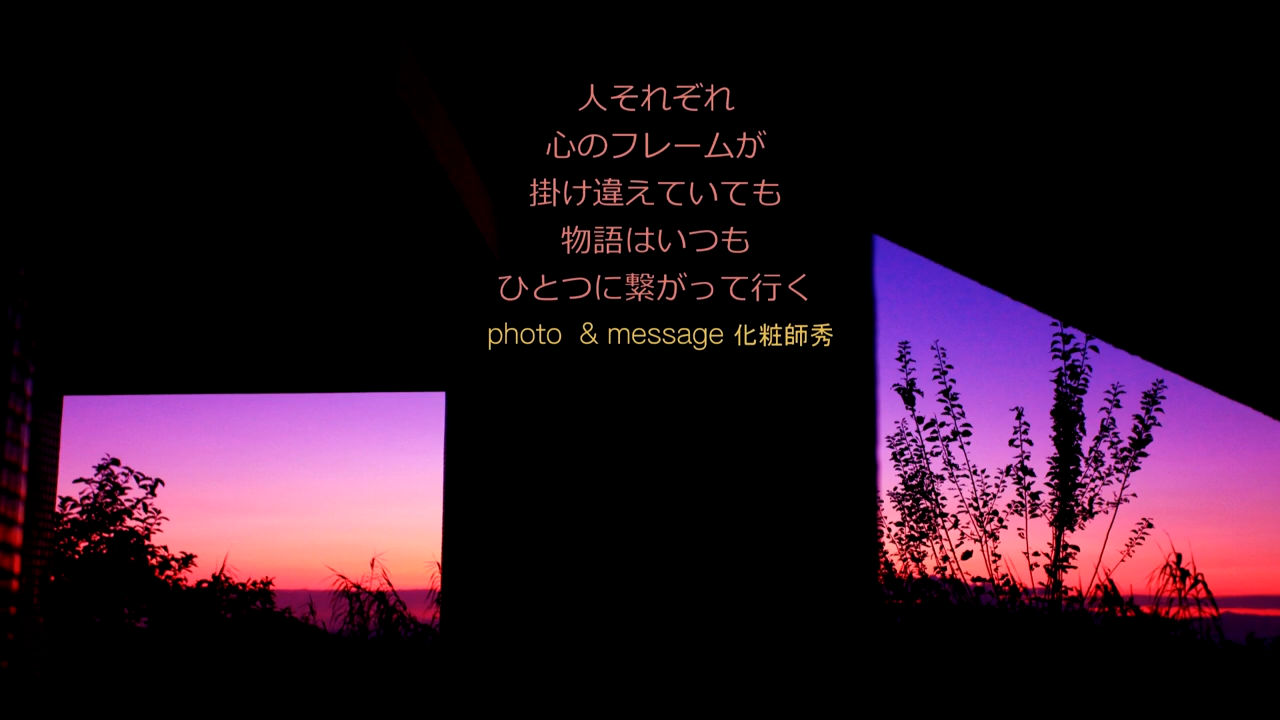 人それぞれ
心のフレームが
掛け違えていても
物語はいつも
ひとつに繋がって行く
photo & message 化粧師秀